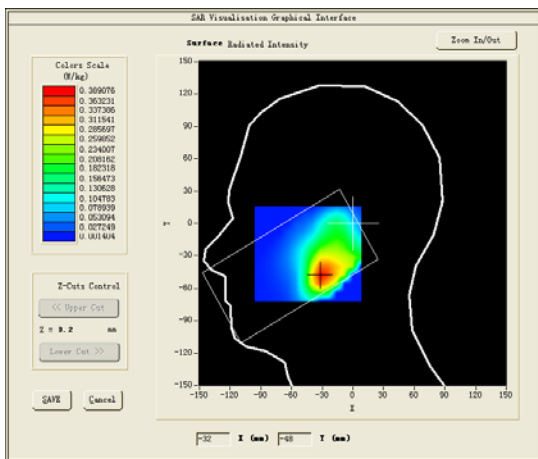 SAR Visualisation Graphical Interface
Surface Radiated Intensity
Zoom In/Out
Colors Scale
(W/kg)
0.389076
0.363231
0.337386
0.311541
0.285697
0.259852
0.234007
0.208162
0.182318
0.156473
0.130628
0.104783
0.078939
0.053094
0.027249
0.001404
150
120
90
60
30
0
-30
-60
-90
-120
-150
Y
-150 -120 -90 -60 -30 0 30 60 90 120 150
X
Z-Cuts Control
<< Upper Cut
Z = 0.2 mm
Lower Cut >>
SAVE Cancel
-32 X (mm) -48 Y (mm)